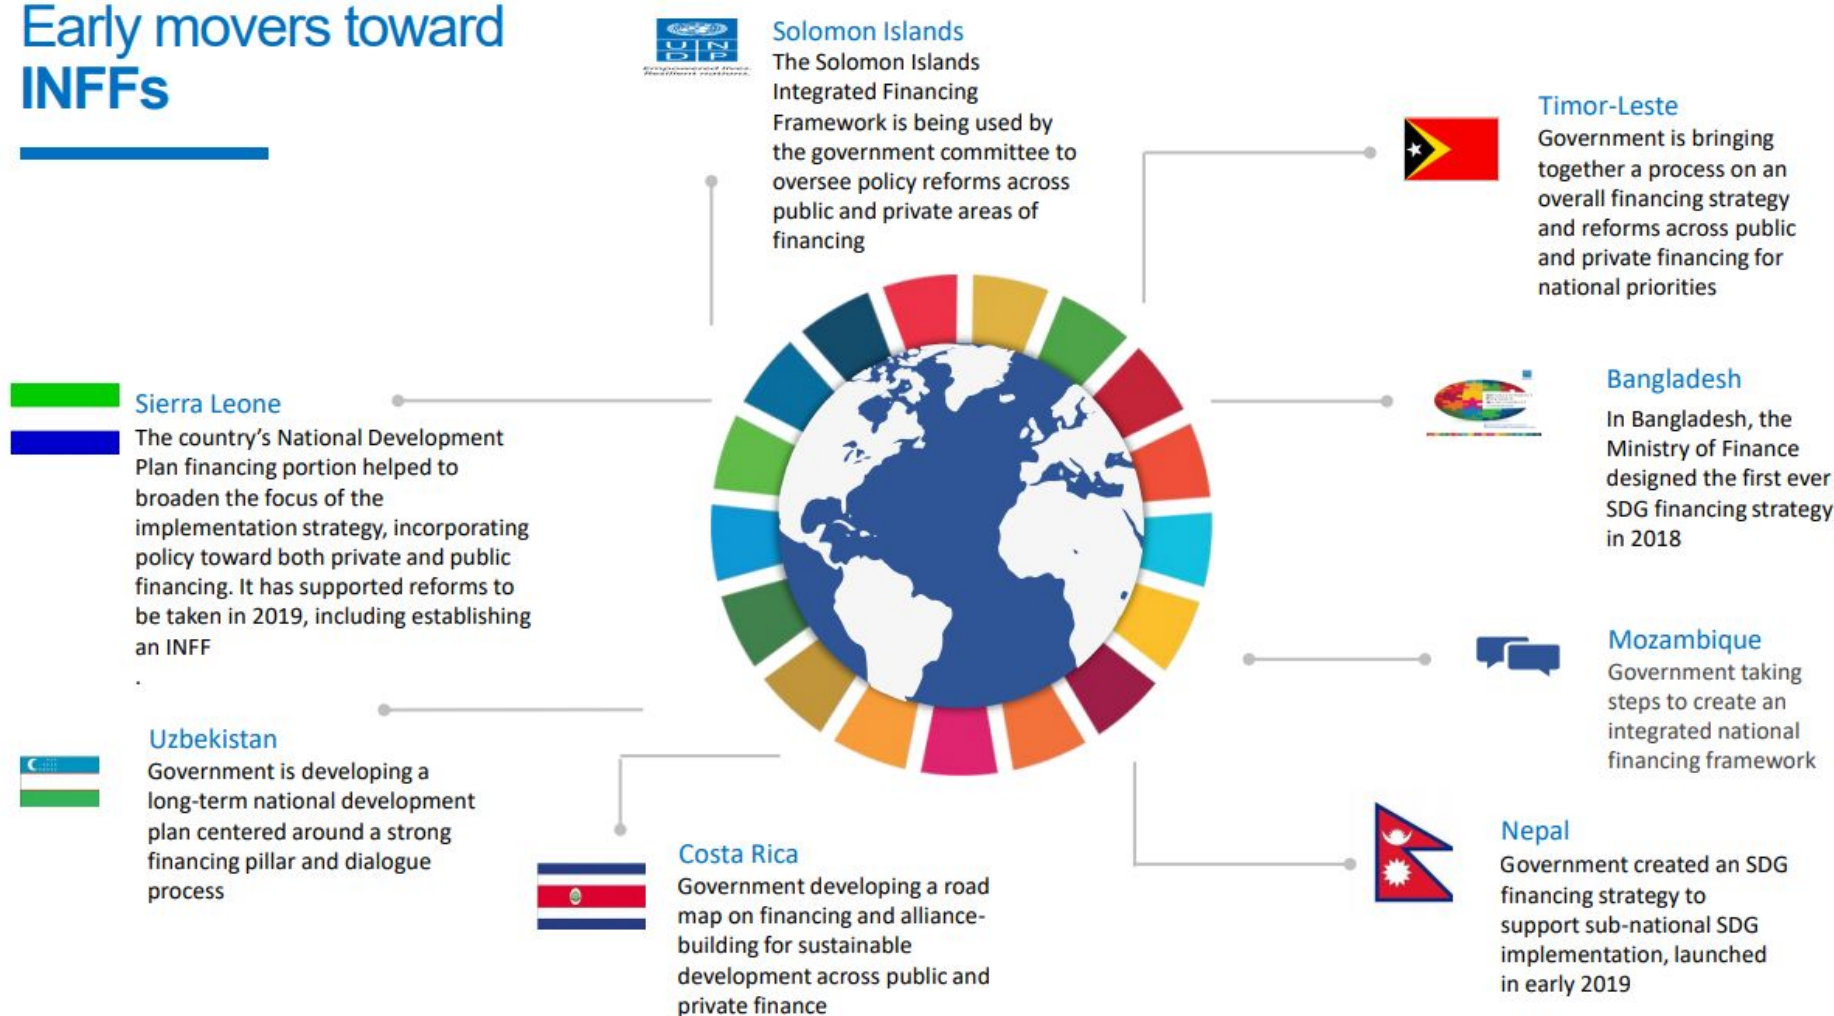 Early movers toward
INFFs
UN
DP
Empowered lives.
Resilient nations.
Solomon Islands
The Solomon Islands
Integrated Financing
Framework is being used by
the government committee to
oversee policy reforms across
public and private areas of
financing
Timor-Leste
Government is bringing
together a process on an
overall financing strategy
and reforms across public
and private financing for
national priorities
Bangladesh
In Bangladesh, the
Ministry of Finance
designed the first ever
SDG financing strategy
in 2018
Mozambique
Government taking
steps to create an
integrated national
financing framework
Nepal
Government created an SDG
financing strategy to
support sub-national SDG
implementation, launched
in early 2019
Sierra Leone
The country's National Development
Plan financing portion helped to
broaden the focus of the
implementation strategy, incorporating
policy toward both private and public
financing. It has supported reforms to
be taken in 2019, including establishing
an INFF
.
Uzbekistan
Government is developing a
long-term national development
plan centered around a strong
financing pillar and dialogue
process
Costa Rica
Government developing a road
map on financing and alliance-
building for sustainable
development across public and
private finance